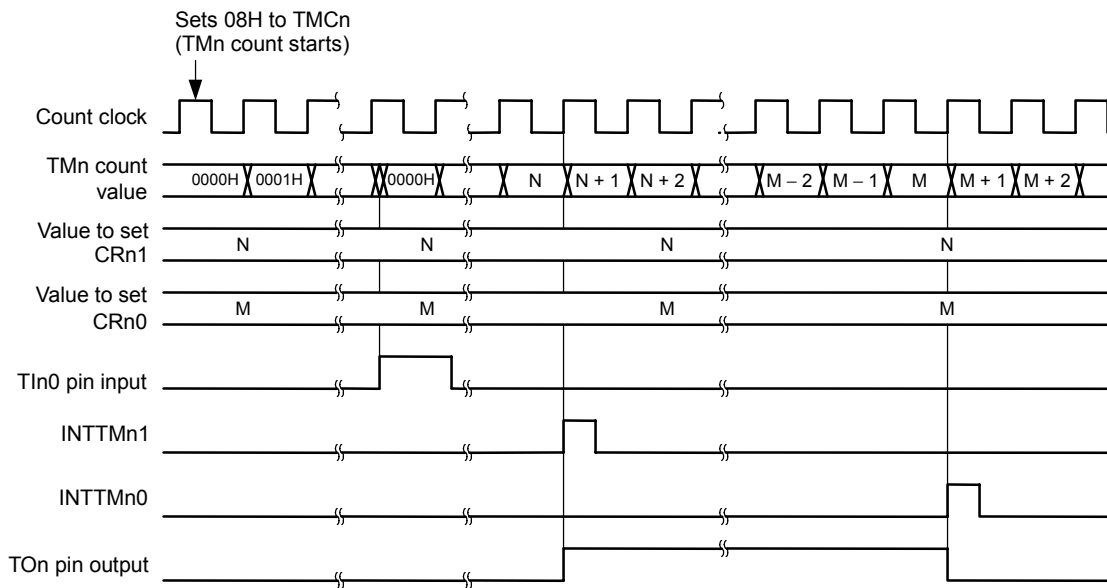 Sets 08H to TMCn
(TMn count starts)
Count clock
TMn count
value
0000H 0001H 0000H N N + 1 N + 2 M − 2 M − 1 M M + 1 M + 2
Value to set
CRn1
N N N N
Value to set
CRn0
M M M M
TIn0 pin input
INTTMn1
INTTMn0
TOn pin output